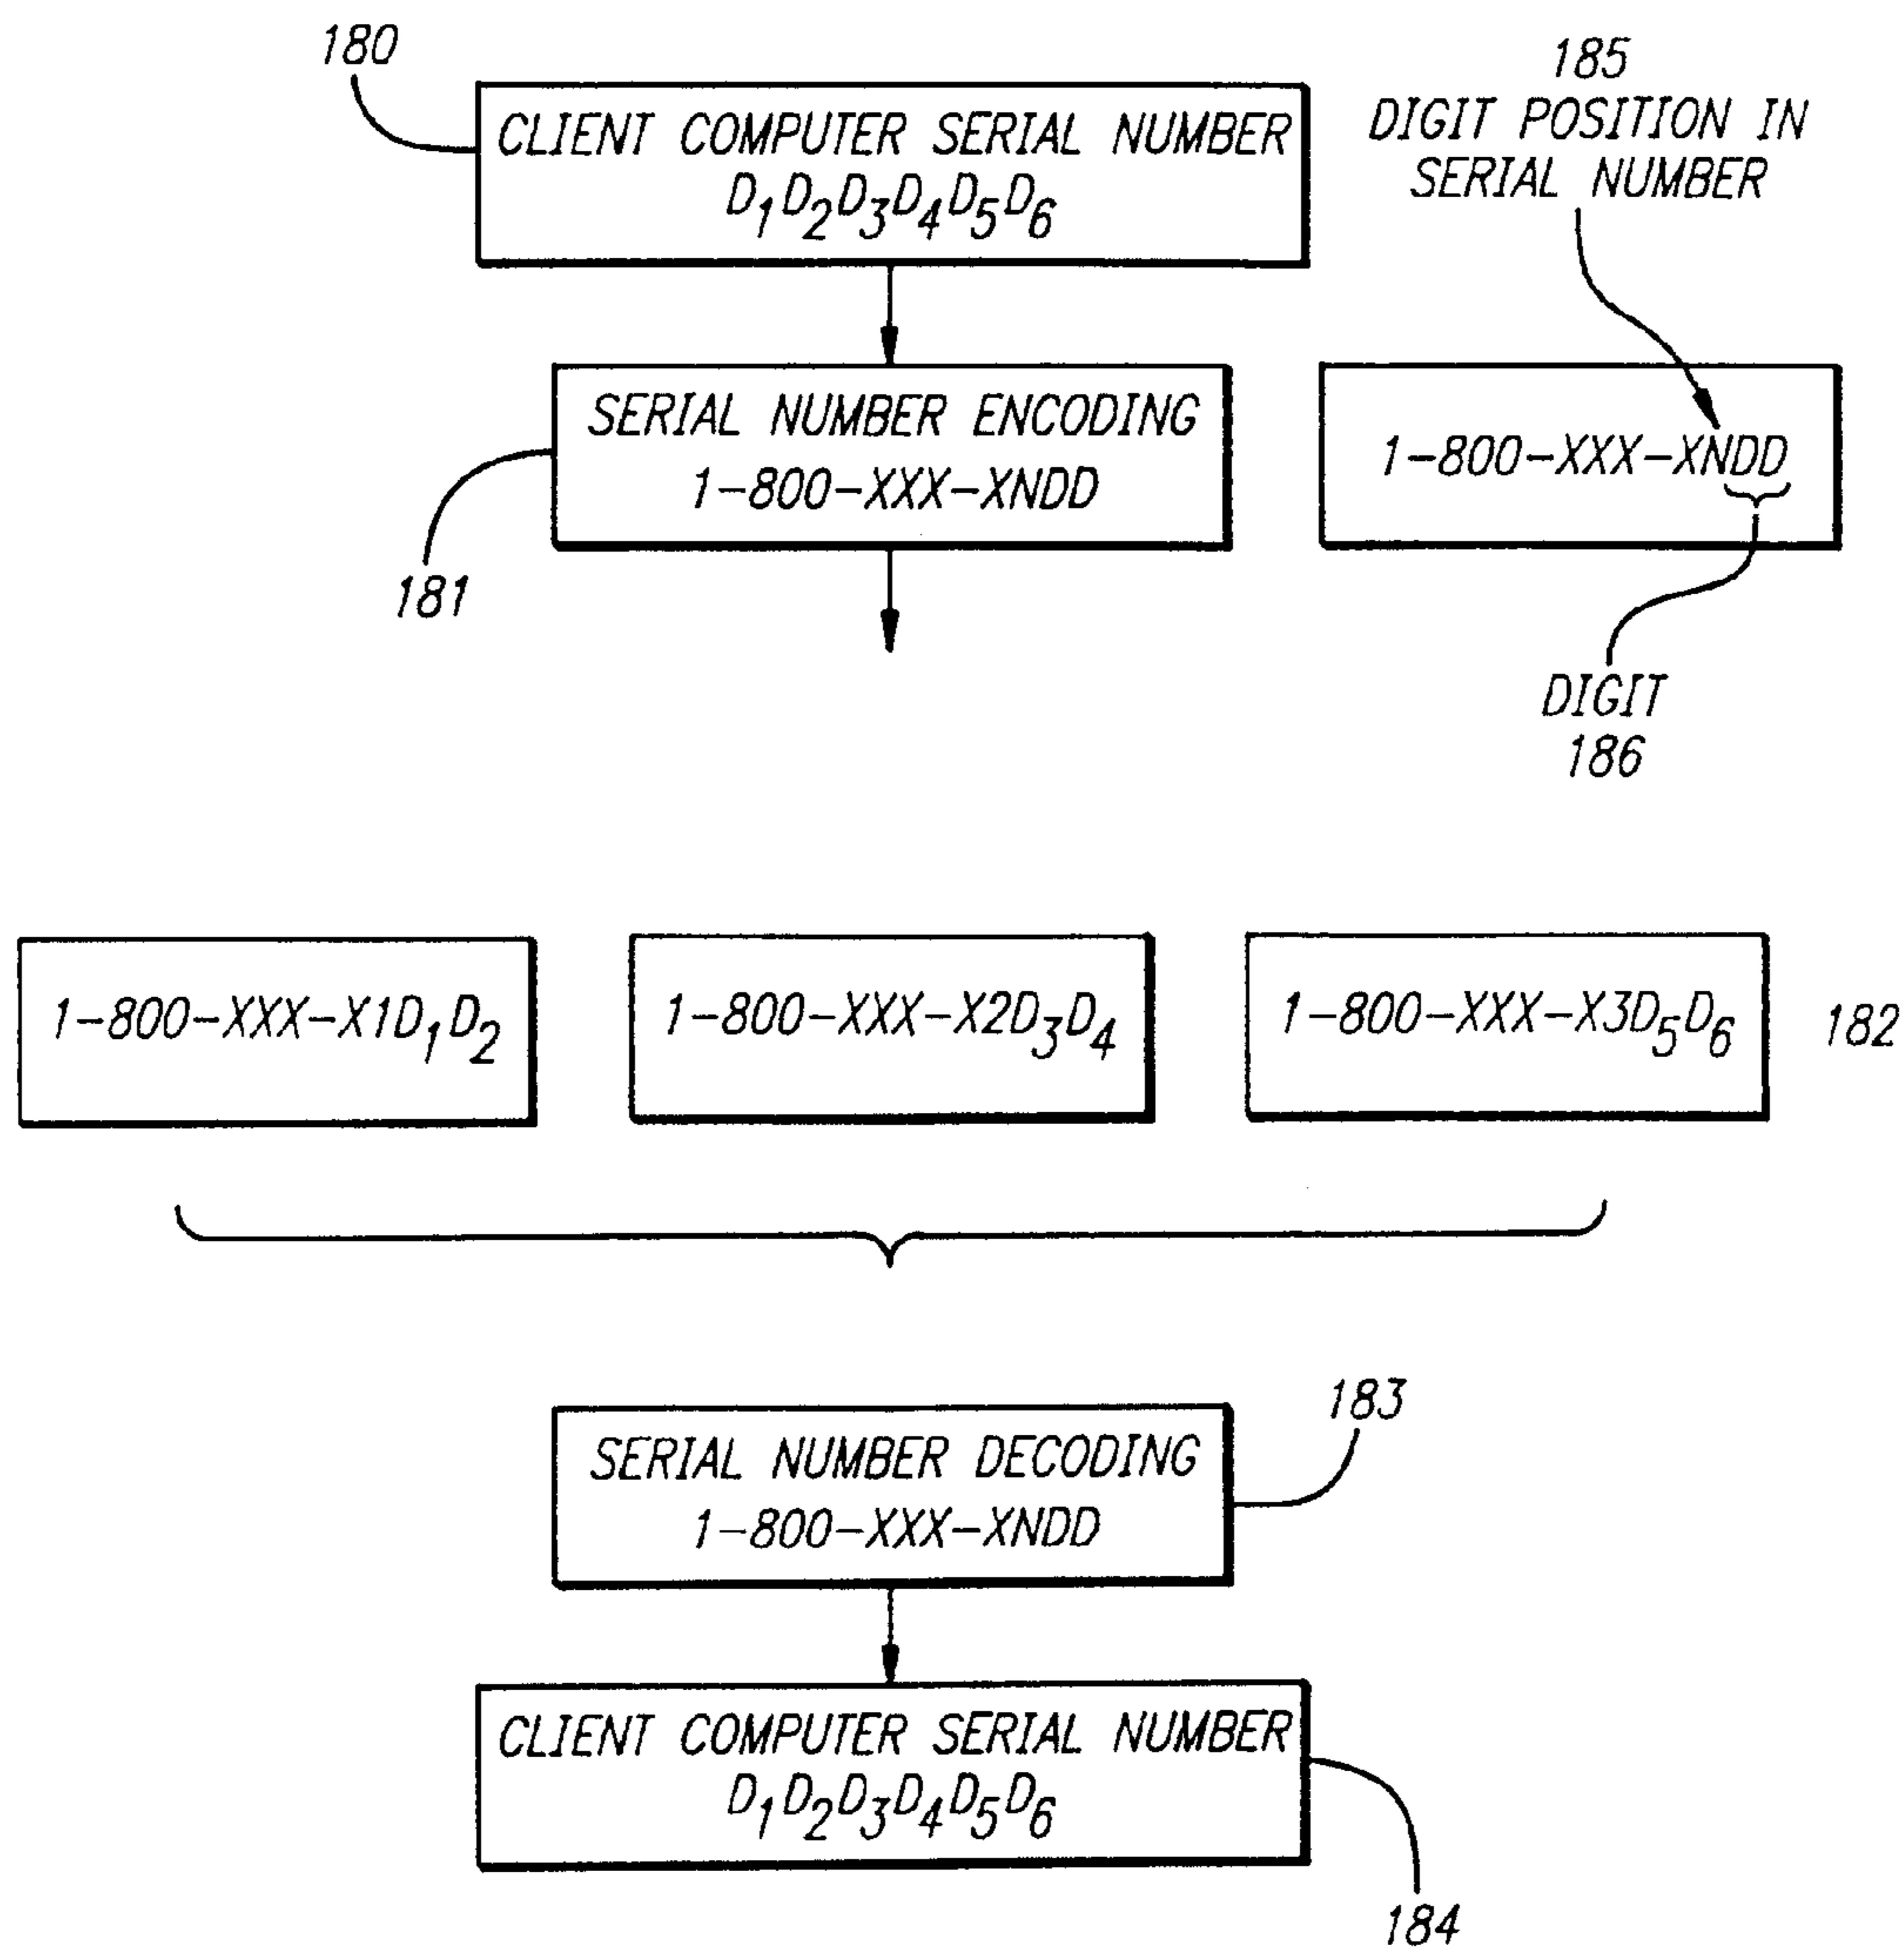 180
CLIENT COMPUTER SERIAL NUMBER
D₁D₂D₃D₄D₅D₆
185
DIGIT POSITION IN
SERIAL NUMBER
SERIAL NUMBER ENCODING
1-800-XXX-XNDD
181
1-800-XXX-XNDD
DIGIT
186
1-800-XXX-X1D₁D₂
1-800-XXX-X2D₃D₄
1-800-XXX-X3D₅D₆
182
SERIAL NUMBER DECODING
1-800-XXX-XNDD
183
CLIENT COMPUTER SERIAL NUMBER
D₁D₂D₃D₄D₅D₆
184